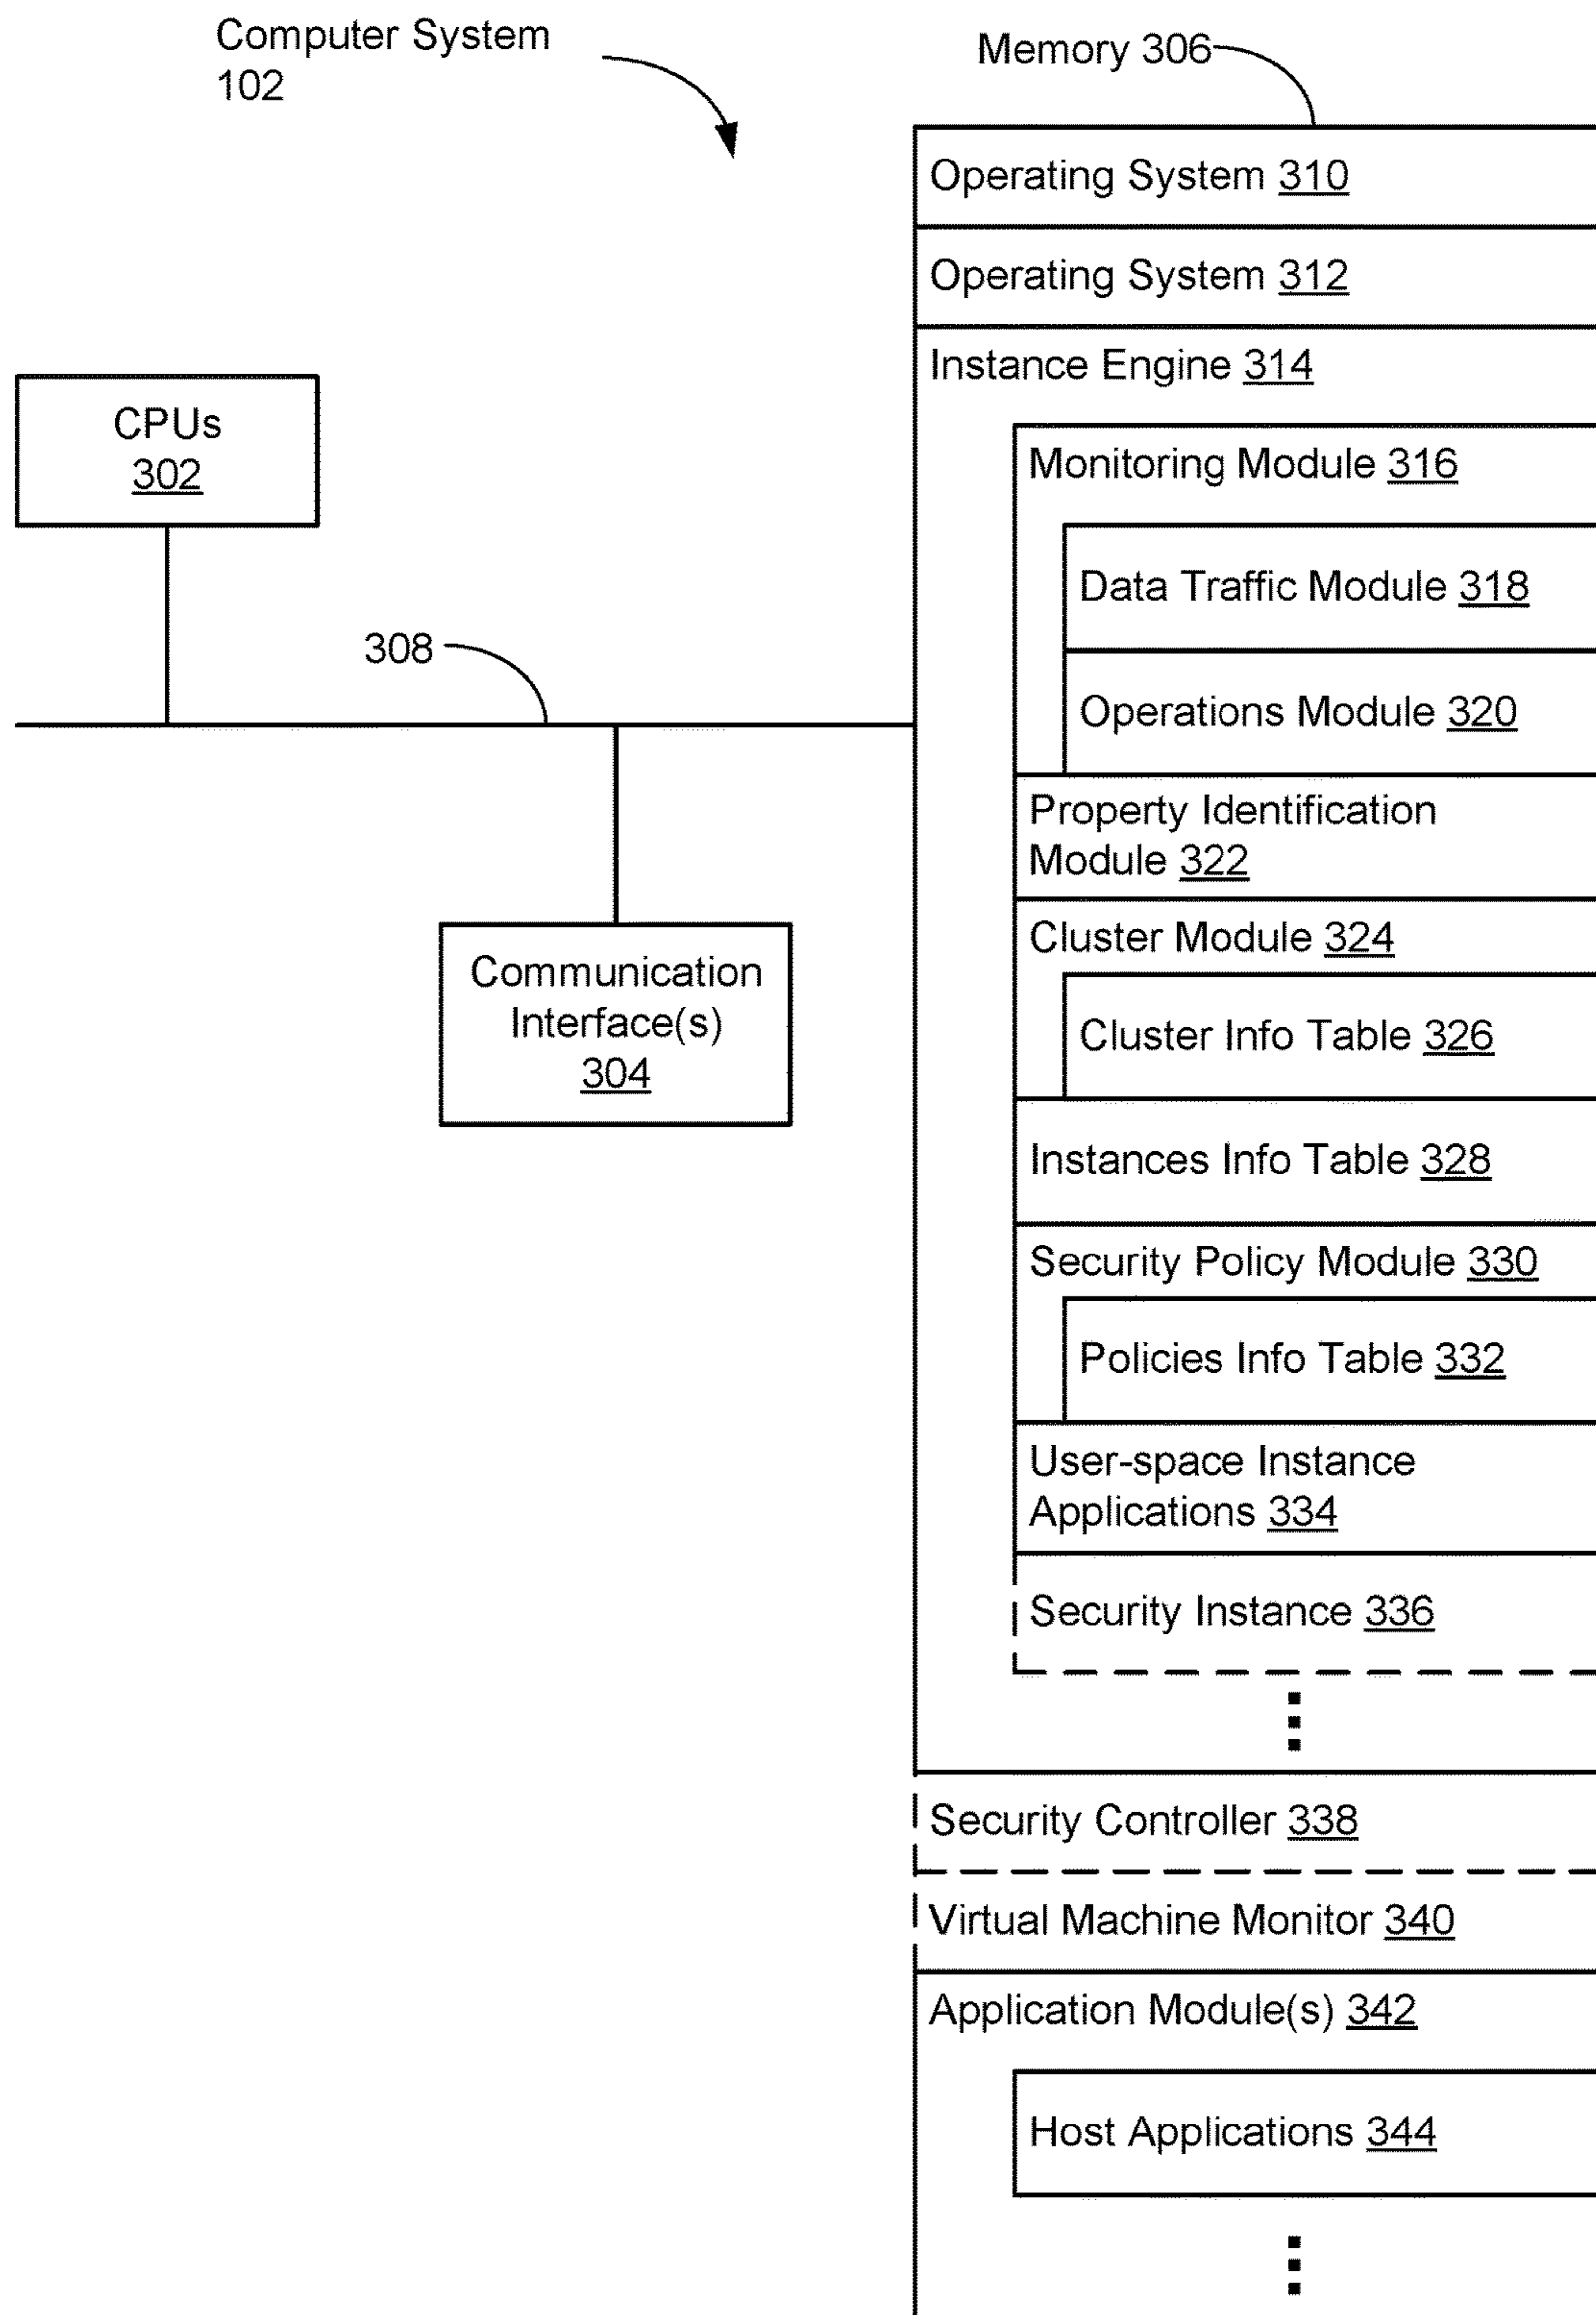 Computer System
102
Memory 306
Operating System 310
Operating System 312
Instance Engine 314
CPUs
302
Monitoring Module 316
Data Traffic Module 318
308
Operations Module 320
Property Identification
Module 322
Cluster Module 324
Communication
Interface(s)
304
Cluster Info Table 326
Instances Info Table 328
Security Policy Module 330
Policies Info Table 332
User-space Instance
Applications 334
Security Instance 336
Security Controller 338
Virtual Machine Monitor 340
Application Module(s) 342
Host Applications 344